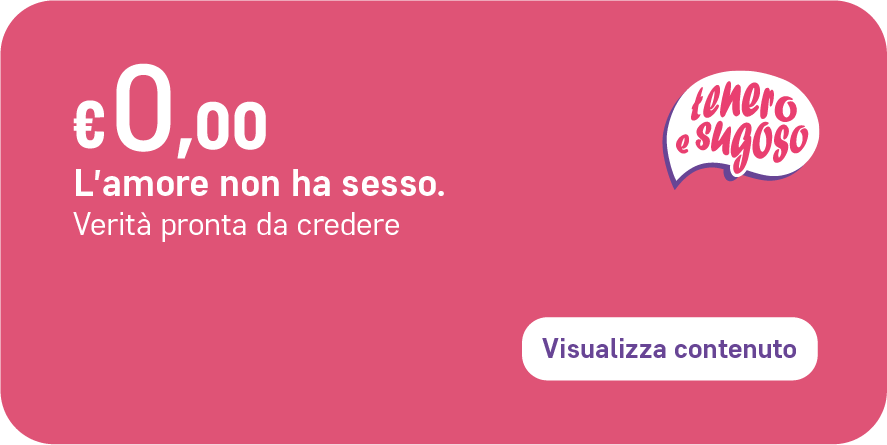 €0,00
L'amore non ha sesso.
Verità pronta da credere
tenero
e sugoso
Visualizza contenuto